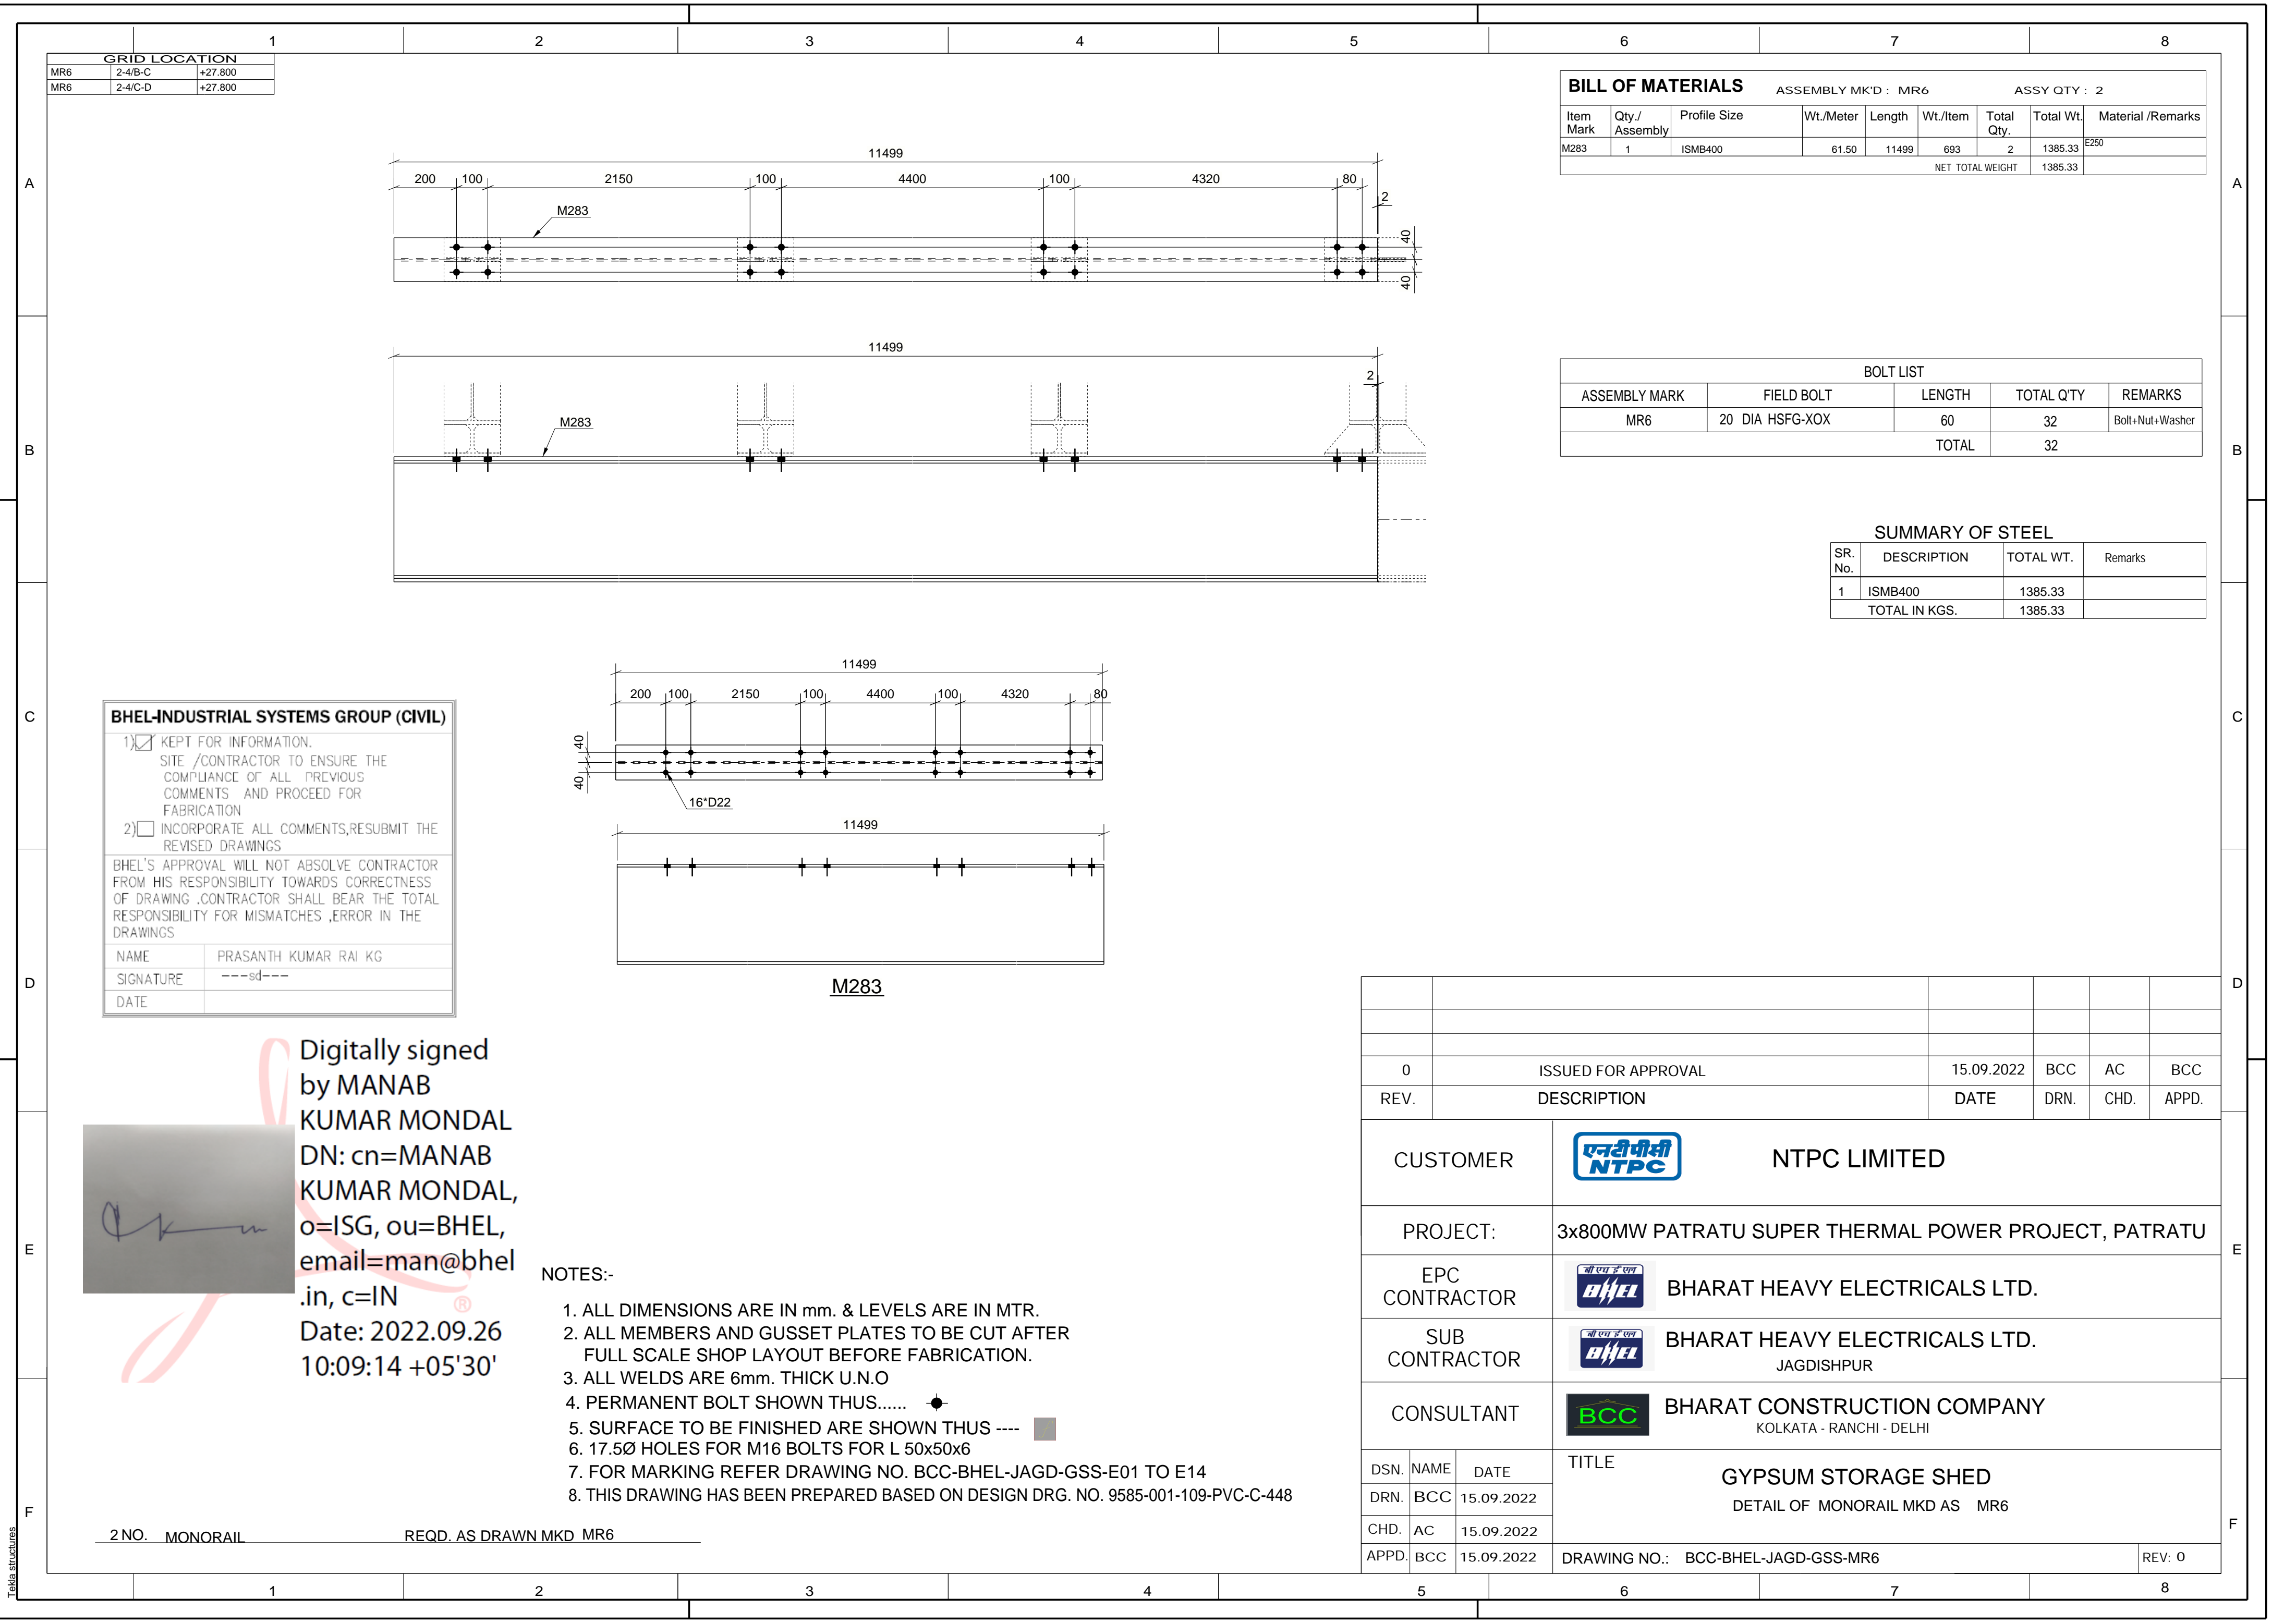 1 2 3 4 5 6 7 8
GRID LOCATION
MR6 2-4/B-C +27.800
MR6 2-4/C-D +27.800
BILL OF MATERIALS ASSEMBLY MK'D : MR6 ASSY QTY : 2
Item Mark Qty./ Assembly Profile Size Wt./Meter Length Wt./Item Total Qty. Total Wt. Material /Remarks
M283 1 ISMB400 61.50 11499 693 2 1385.33 E250
NET TOTAL WEIGHT 1385.33
A
A
11499
200 100 2150 100 4400 100 4320 80
2
M283
40
40
11499
2
M283
B
B
BOLT LIST
ASSEMBLY MARK FIELD BOLT LENGTH TOTAL Q'TY REMARKS
MR6 20 DIA HSFG-XOX 60 32 Bolt+Nut+Washer
TOTAL 32
SUMMARY OF STEEL
SR. No. DESCRIPTION TOTAL WT. Remarks
1 ISMB400 1385.33
TOTAL IN KGS. 1385.33
11499
200 100 2150 100 4400 100 4320 80
40
40
16*D22
11499
M283
C
C
BHEL-INDUSTRIAL SYSTEMS GROUP (CIVIL)
1) KEPT FOR INFORMATION.
SITE /CONTRACTOR TO ENSURE THE
COMPLIANCE OF ALL PREVIOUS
COMMENTS AND PROCEED FOR
FABRICATION
2) INCORPORATE ALL COMMENTS,RESUBMIT THE
REVISED DRAWINGS
BHEL'S APPROVAL WILL NOT ABSOLVE CONTRACTOR
FROM HIS RESPONSIBILITY TOWARDS CORRECTNESS
OF DRAWING .CONTRACTOR SHALL BEAR THE TOTAL
RESPONSIBILITY FOR MISMATCHES ,ERROR IN THE
DRAWINGS
NAME PRASANTH KUMAR RAI KG
SIGNATURE ---sd---
DATE
D
D
Digitally signed
by MANAB
KUMAR MONDAL
DN: cn=MANAB
KUMAR MONDAL,
o=ISG, ou=BHEL,
email=man@bhel
.in, c=IN
Date: 2022.09.26
10:09:14 +05'30'
®
NOTES:-
1. ALL DIMENSIONS ARE IN mm. & LEVELS ARE IN MTR.
2. ALL MEMBERS AND GUSSET PLATES TO BE CUT AFTER
FULL SCALE SHOP LAYOUT BEFORE FABRICATION.
3. ALL WELDS ARE 6mm. THICK U.N.O
4. PERMANENT BOLT SHOWN THUS......
5. SURFACE TO BE FINISHED ARE SHOWN THUS ----
6. 17.5Ø HOLES FOR M16 BOLTS FOR L 50x50x6
7. FOR MARKING REFER DRAWING NO. BCC-BHEL-JAGD-GSS-E01 TO E14
8. THIS DRAWING HAS BEEN PREPARED BASED ON DESIGN DRG. NO. 9585-001-109-PVC-C-448
2 NO. MONORAIL REQD. AS DRAWN MKD MR6
0 ISSUED FOR APPROVAL 15.09.2022 BCC AC BCC
REV. DESCRIPTION DATE DRN. CHD. APPD.
CUSTOMER एनटीपीसी NTPC NTPC LIMITED
PROJECT: 3x800MW PATRATU SUPER THERMAL POWER PROJECT, PATRATU
EPC CONTRACTOR बी एच ई एल BHEL BHARAT HEAVY ELECTRICALS LTD.
SUB CONTRACTOR बी एच ई एल BHEL BHARAT HEAVY ELECTRICALS LTD.
JAGDISHPUR
CONSULTANT BCC BHARAT CONSTRUCTION COMPANY
KOLKATA - RANCHI - DELHI
DSN. NAME DATE
DRN. BCC 15.09.2022
CHD. AC 15.09.2022
APPD. BCC 15.09.2022
TITLE
GYPSUM STORAGE SHED
DETAIL OF MONORAIL MKD AS MR6
DRAWING NO.: BCC-BHEL-JAGD-GSS-MR6 REV: 0
E
E
F
F
Tekla structures
1 2 3 4 5 6 7 8